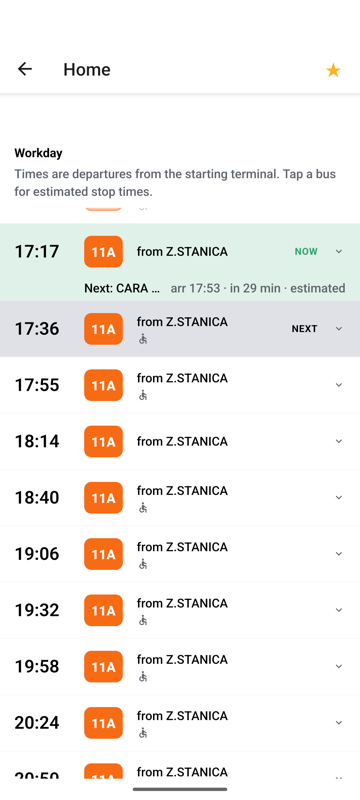 Home
Workday
Times are departures from the starting terminal. Tap a bus
for estimated stop times.
17:17 11A from Z.STANICA NOW
Next: CARA ... arr 17:53 · in 29 min · estimated
17:36 11A from Z.STANICA NEXT
17:55 11A from Z.STANICA
18:14 11A from Z.STANICA
18:40 11A from Z.STANICA
19:06 11A from Z.STANICA
19:32 11A from Z.STANICA
19:58 11A from Z.STANICA
20:24 11A from Z.STANICA
20:50 11A from Z.STANICA